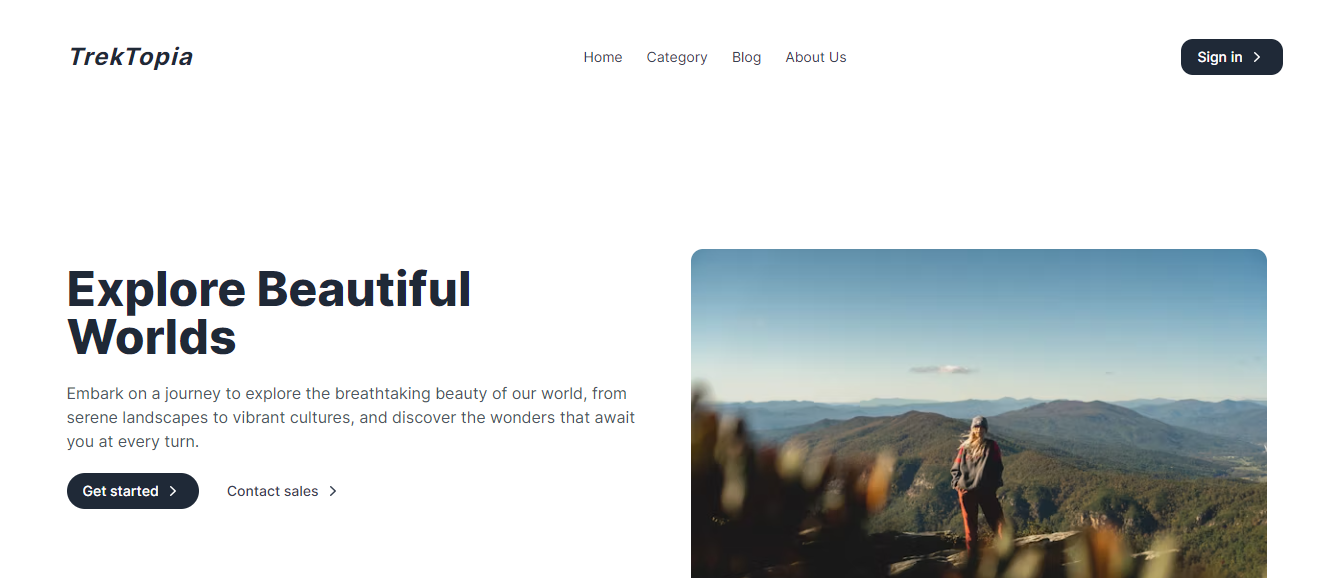 TrekTopia
Home
Category
Blog
About Us
Sign in
Explore Beautiful
Worlds
Embark on a journey to explore the breathtaking beauty of our world, from
serene landscapes to vibrant cultures, and discover the wonders that await
you at every turn.
Get started
Contact sales